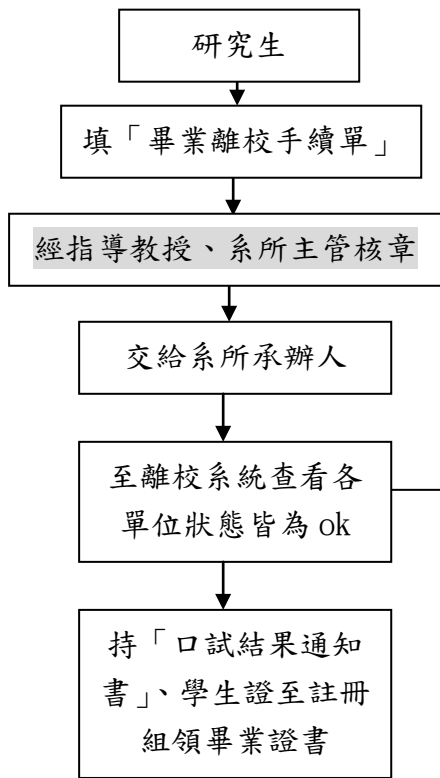 研究生
填「畢業離校手續單」
經指導教授、系所主管核章
交給系所承辦人
至離校系統查看各
單位狀態皆為 ok
持「口試結果通知
書」、學生證至註冊
組領畢業證書